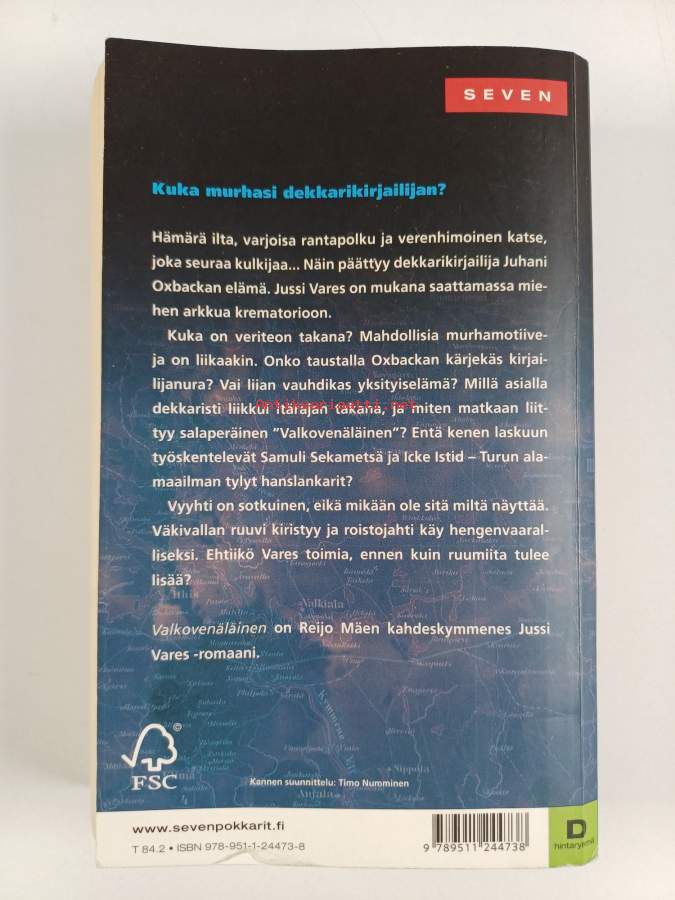 SEVEN
Kuka murhasi dekkarikirjailijan?
Hämärä ilta, varjoisa rantapolku ja verenhimoinen katse,
joka seuraa kulkijaa... Näin päättyy dekkarikirjailija Juhani
Oxbackan elämä. Jussi Vares on mukana saattamassa mie-
hen arkkua krematorioon.
Kuka on veriteon takana? Mahdollisia murhamotiive-
ja on liikaakin. Onko taustalla Oxbackan kärjekäs kirjai-
lijanura? Vai liian vauhdikas yksityiselämä? Millä asialla
dekkaristi liikkui itärajan takana, ja miten matkaan liit-
tyy salaperäinen ”Valkovenäläinen”? Entä kenen laskuun
työskentelevät Samuli Sekametsä ja Icke Istid – Turun ala-
maailman tylyt hanslankarit?
Vyyhti on sotkuinen, eikä mikään ole sitä miltä näyttää.
Väkivallan ruuvi kiristyy ja roistojahti käy hengenvaaral-
liseksi. Ehtiikö Vares toimia, ennen kuin ruumiita tulee
lisää?
Valkiala
Valkovenäläinen on Reijo Mäen kahdeskymmenes Jussi
Vares -romaani.
Kymmene
Nippula
Anjala
©
FSC
Kannen suunnittelu: Timo Numminen
www.sevenpokkarit.fi
T 84.2 • ISBN 978-951-1-24473-8
9 789511 244738
D
hintaryhmä